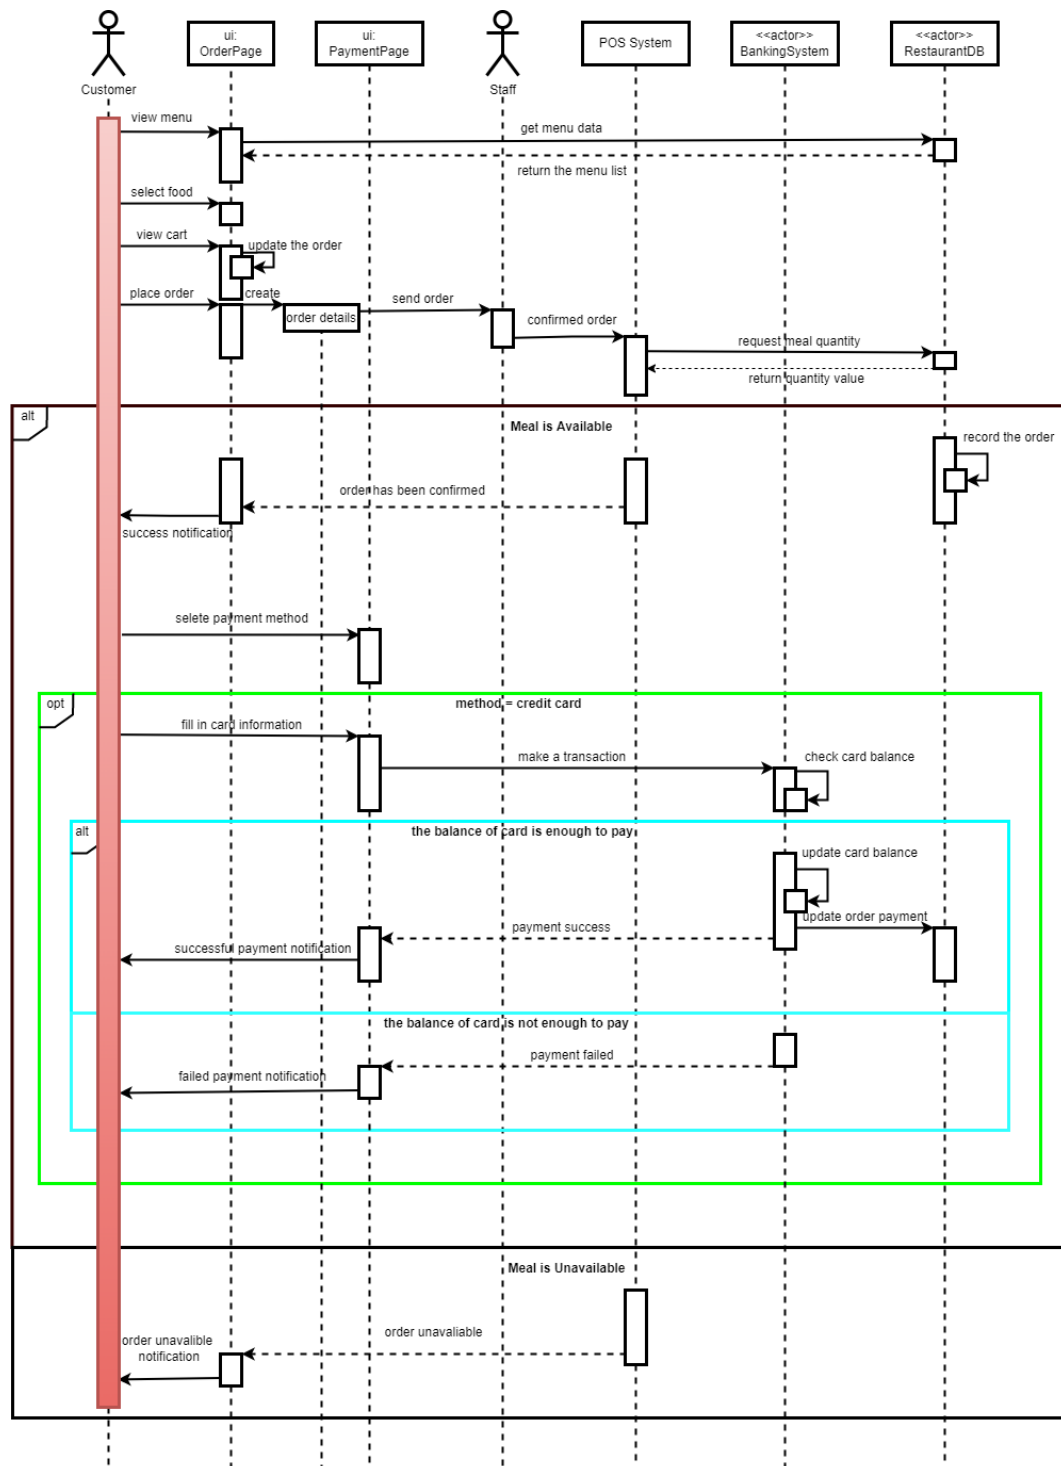 ui:
OrderPage
ui:
PaymentPage
POS System
<<actor>>
BankingSystem
<<actor>>
RestaurantDB
Customer
Staff
view menu
get menu data
return the menu list
select food
view cart
update the order
place order
create
order details
send order
confirmed order
request meal quantity
return quantity value
alt
Meal is Available
record the order
order has been confirmed
success notification
selete payment method
opt
method = credit card
fill in card information
make a transaction
check card balance
alt
the balance of card is enough to pay
update card balance
update order payment
payment success
successful payment notification
the balance of card is not enough to pay
payment failed
failed payment notification
Meal is Unavailable
order unavaliable
order unavalible
notification